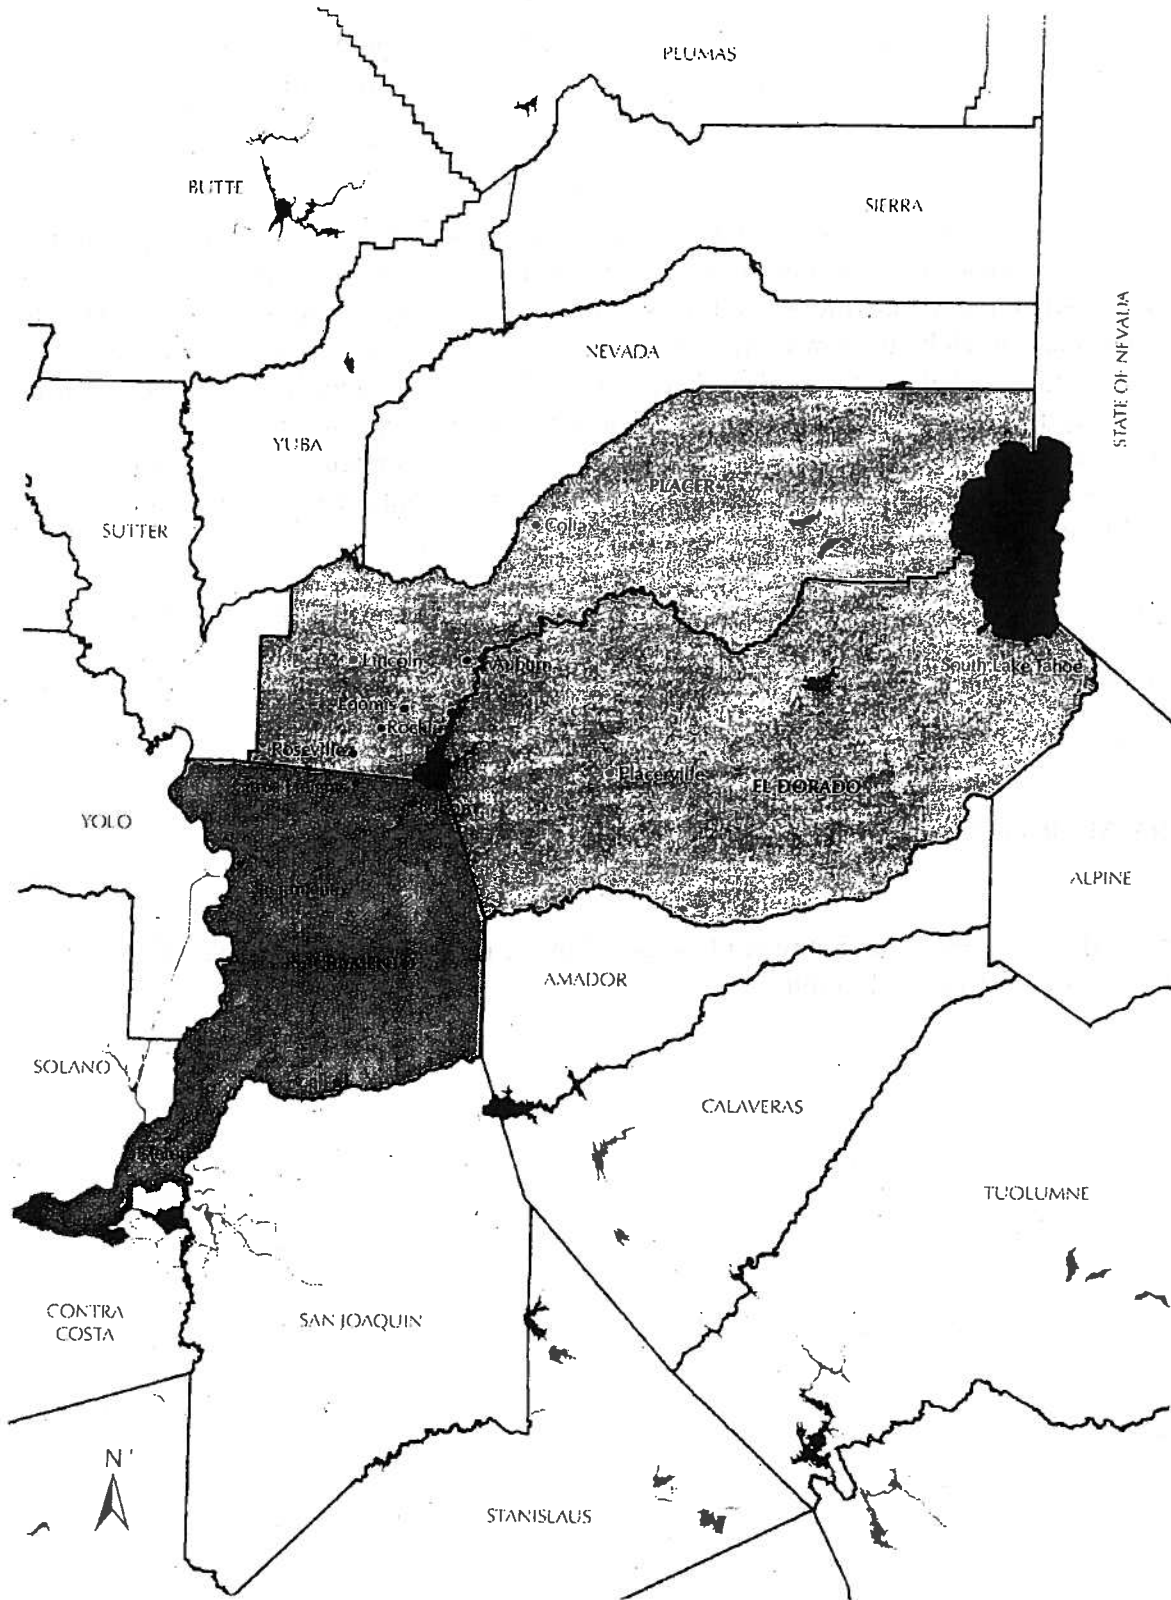 PLUMAS
BUTTE
SIERRA
STATE OF NEVADA
NEVADA
YUBA
PLACER
SUTTER
Colfax
Lincoln
Auburn
South Lake Tahoe
Loomis
Rocklin
Roseville
Placerville
EL DORADO
YOLO
ALPINE
SACRAMENTO
AMADOR
SOLANO
CALAVERAS
TUOLUMNE
CONTRA
COSTA
SAN JOAQUIN
N
STANISLAUS